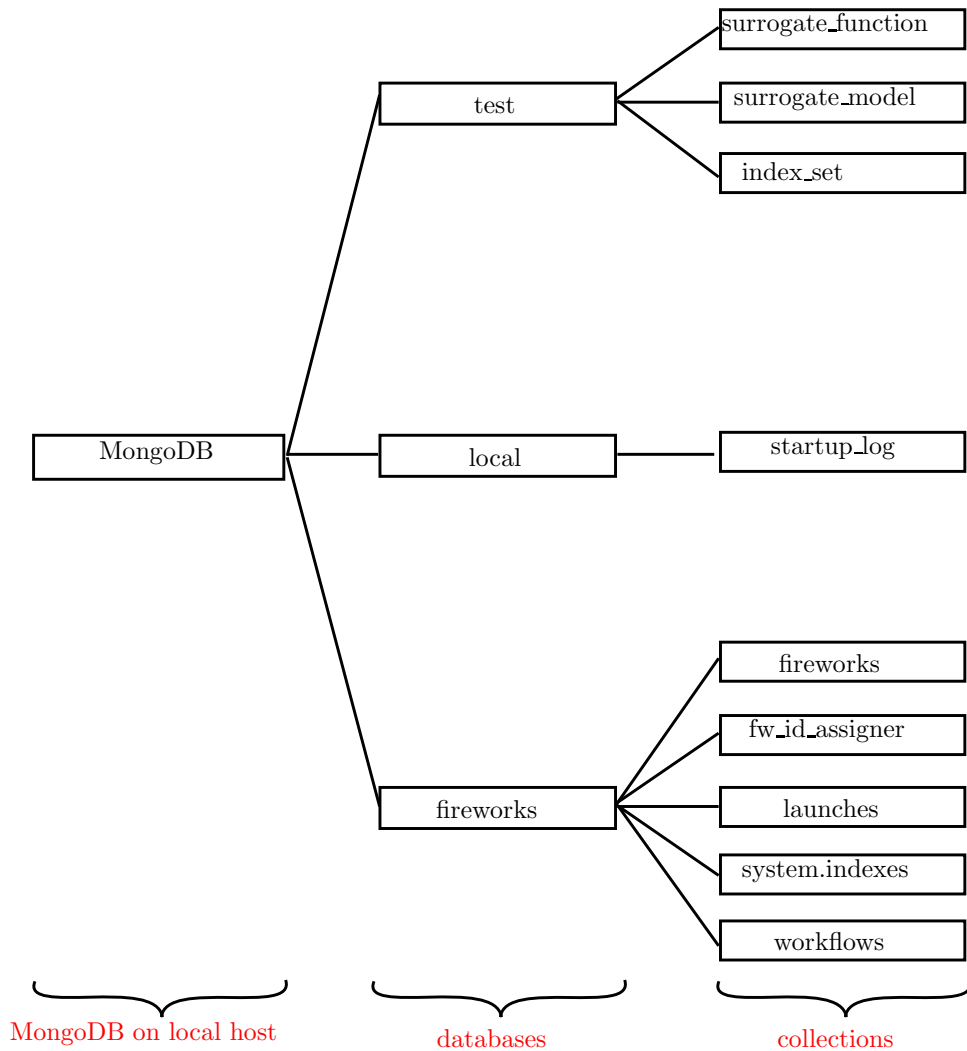 surrogate_function
test
surrogate_model
index_set
MongoDB
local
startup_log
fireworks
fw_id_assigner
fireworks
launches
system.indexes
workflows
MongoDB on local host
databases
collections